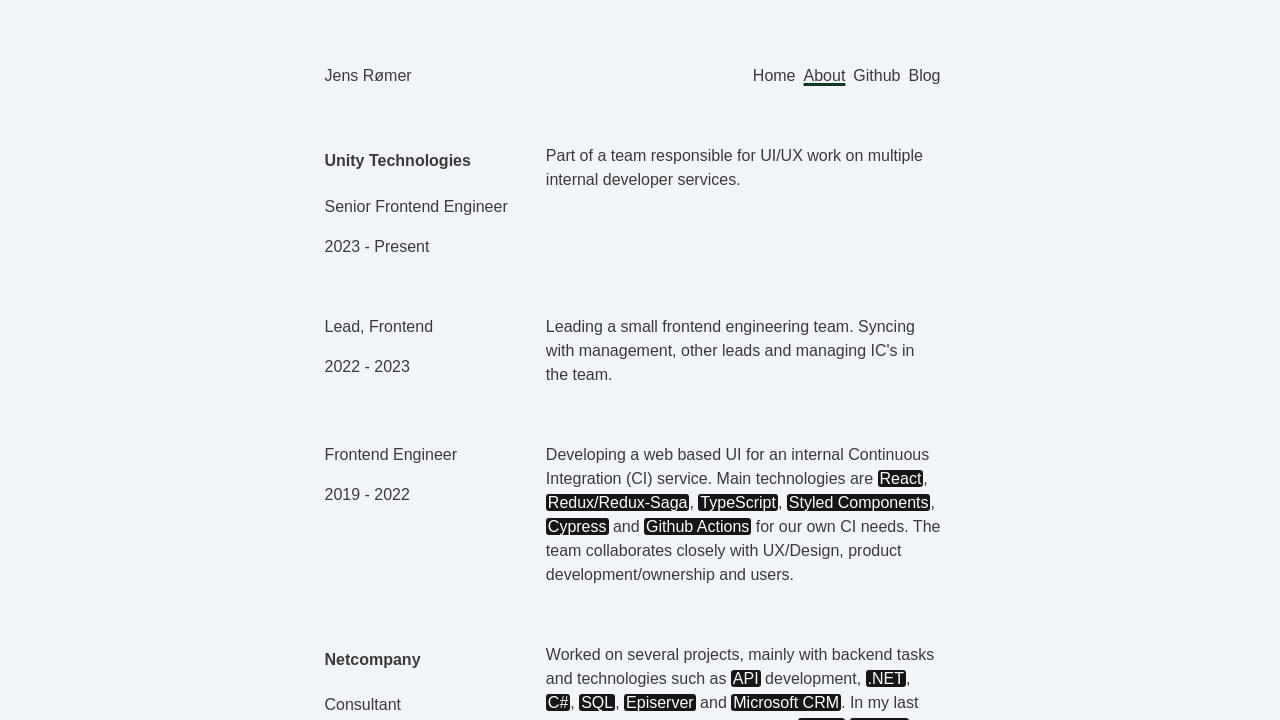 Jens Rømer
Home About Github Blog
Unity Technologies
Senior Frontend Engineer
2023 - Present
Part of a team responsible for UI/UX work on multiple
internal developer services.
Lead, Frontend
2022 - 2023
Leading a small frontend engineering team. Syncing
with management, other leads and managing IC's in
the team.
Frontend Engineer
2019 - 2022
Developing a web based UI for an internal Continuous
Integration (CI) service. Main technologies are React,
Redux/Redux-Saga, TypeScript, Styled Components,
Cypress and Github Actions for our own CI needs. The
team collaborates closely with UX/Design, product
development/ownership and users.
Netcompany
Consultant
Worked on several projects, mainly with backend tasks
and technologies such as API development, .NET,
C#, SQL, Episerver and Microsoft CRM. In my last